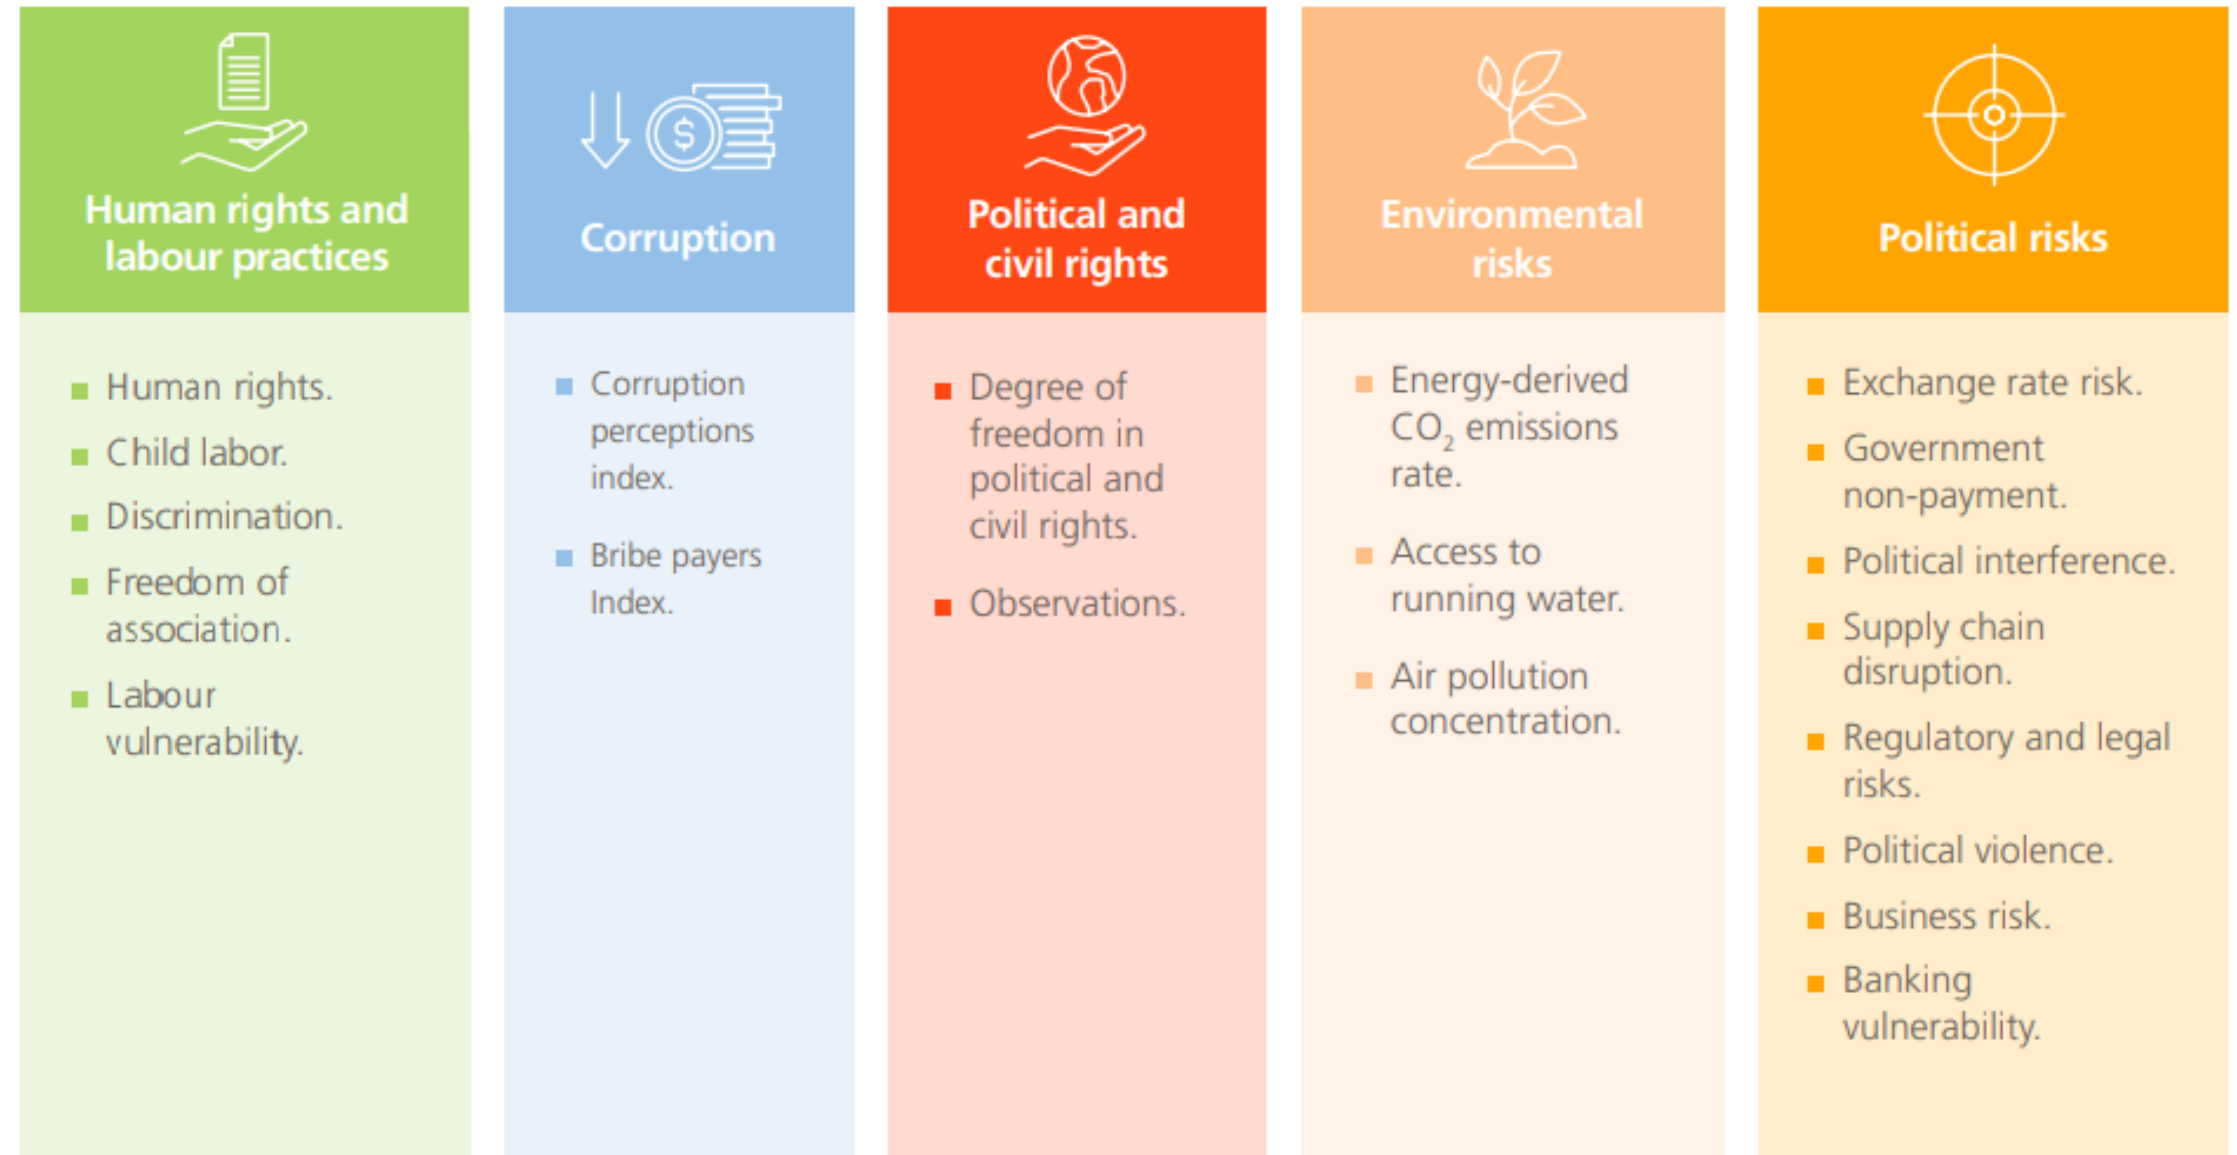 Human rights and
labour practices
Human rights.
Child labor.
Discrimination.
Freedom of
association.
Labour
vulnerability.
$
Corruption
Corruption
perceptions
index.
Bribe payers
Index.
Political and
civil rights
Degree of
freedom in
political and
civil rights.
Observations.
Environmental
risks
Energy-derived
CO₂ emissions
rate.
Access to
running water.
Air pollution
concentration.
Political risks
Exchange rate risk.
Government
non-payment.
Political interference.
Supply chain
disruption.
Regulatory and legal
risks.
Political violence.
Business risk.
Banking
vulnerability.